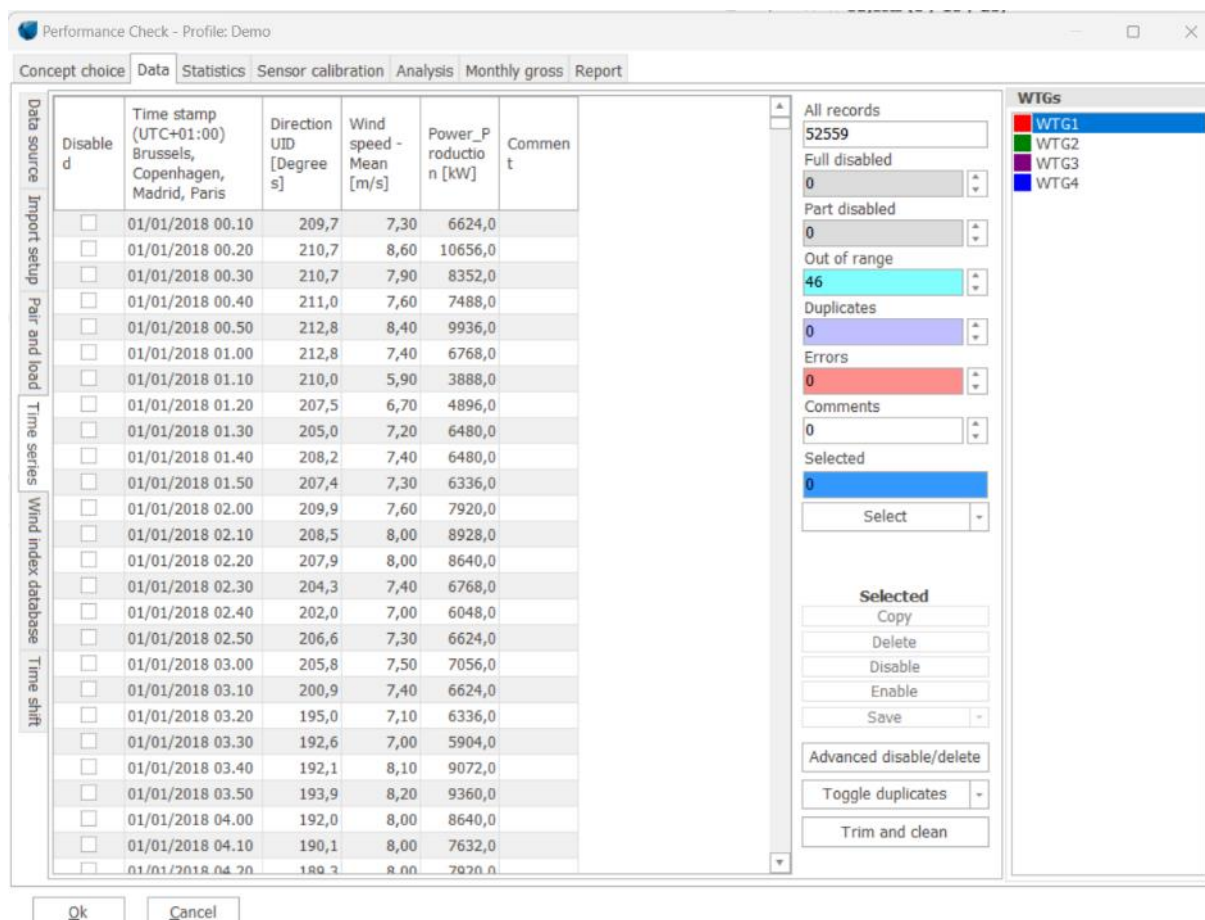 Performance Check - Profile: Demo
Concept choice Data Statistics Sensor calibration Analysis Monthly gross Report
Data source
Import setup
Pair and load
Time series
Wind index database
Time shift
Disable
d
Time stamp
(UTC+01:00)
Brussels,
Copenhagen,
Madrid, Paris
Direction
UID
[Degree
s]
Wind
speed -
Mean
[m/s]
Power_P
roductio
n [kW]
Commen
t
01/01/2018 00.10 209,7 7,30 6624,0
01/01/2018 00.20 210,7 8,60 10656,0
01/01/2018 00.30 210,7 7,90 8352,0
01/01/2018 00.40 211,0 7,60 7488,0
01/01/2018 00.50 212,8 8,40 9936,0
01/01/2018 01.00 212,8 7,40 6768,0
01/01/2018 01.10 210,0 5,90 3888,0
01/01/2018 01.20 207,5 6,70 4896,0
01/01/2018 01.30 205,0 7,20 6480,0
01/01/2018 01.40 208,2 7,40 6480,0
01/01/2018 01.50 207,4 7,30 6336,0
01/01/2018 02.00 209,9 7,60 7920,0
01/01/2018 02.10 208,5 8,00 8928,0
01/01/2018 02.20 207,9 8,00 8640,0
01/01/2018 02.30 204,3 7,40 6768,0
01/01/2018 02.40 202,0 7,00 6048,0
01/01/2018 02.50 206,6 7,30 6624,0
01/01/2018 03.00 205,8 7,50 7056,0
01/01/2018 03.10 200,9 7,40 6624,0
01/01/2018 03.20 195,0 7,10 6336,0
01/01/2018 03.30 192,6 7,00 5904,0
01/01/2018 03.40 192,1 8,10 9072,0
01/01/2018 03.50 193,9 8,20 9360,0
01/01/2018 04.00 192,0 8,00 8640,0
01/01/2018 04.10 190,1 8,00 7632,0
01/01/2018 04.20 189,3 8,00 7920,0
All records
52559
Full disabled
0
Part disabled
0
Out of range
46
Duplicates
0
Errors
0
Comments
0
Selected
0
Select
Selected
Copy
Delete
Disable
Enable
Save
Advanced disable/delete
Toggle duplicates
Trim and clean
WTGs
WTG1
WTG2
WTG3
WTG4
Ok Cancel